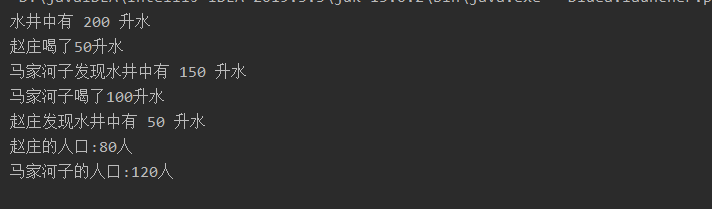 水井中有 200 升水
赵庄喝了50升水
马家河子发现水井中有 150 升水
马家河子喝了100升水
赵庄发现水井中有 50 升水
赵庄的人口:80人
马家河子的人口:120人